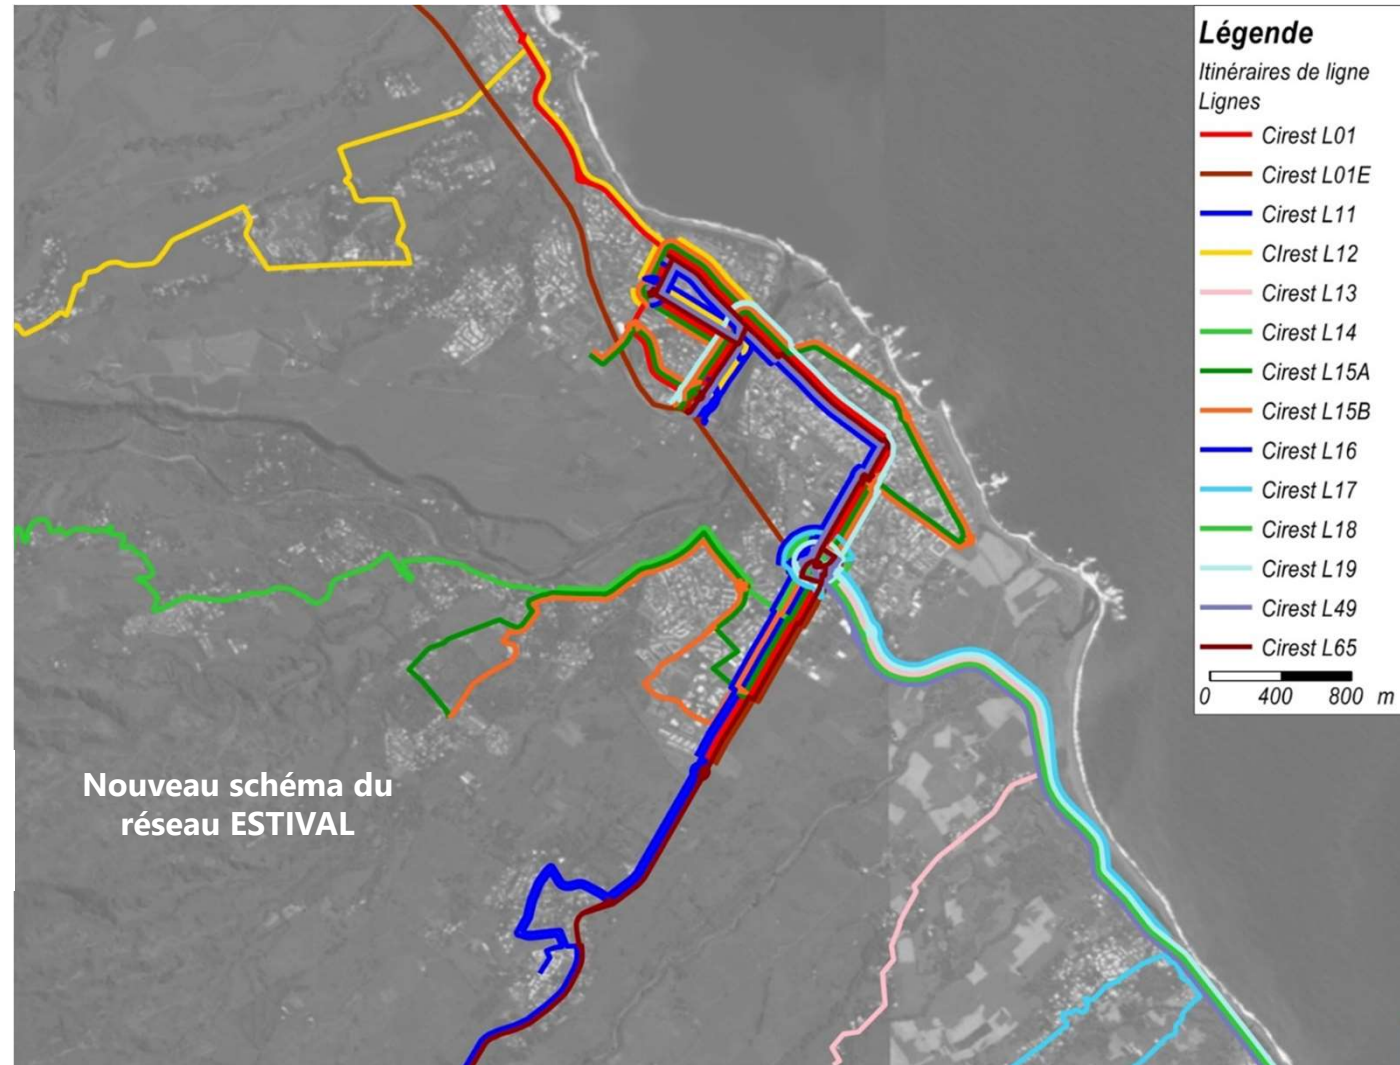 Légende
Itinéraires de ligne
Lignes
Cirest L01
Cirest L01E
Cirest L11
CIrest L12
Cirest L13
Cirest L14
Cirest L15A
Cirest L15B
Cirest L16
Cirest L17
Cirest L18
Cirest L19
Cirest L49
Cirest L65
0 400 800 m
Nouveau schéma du
réseau ESTIVAL